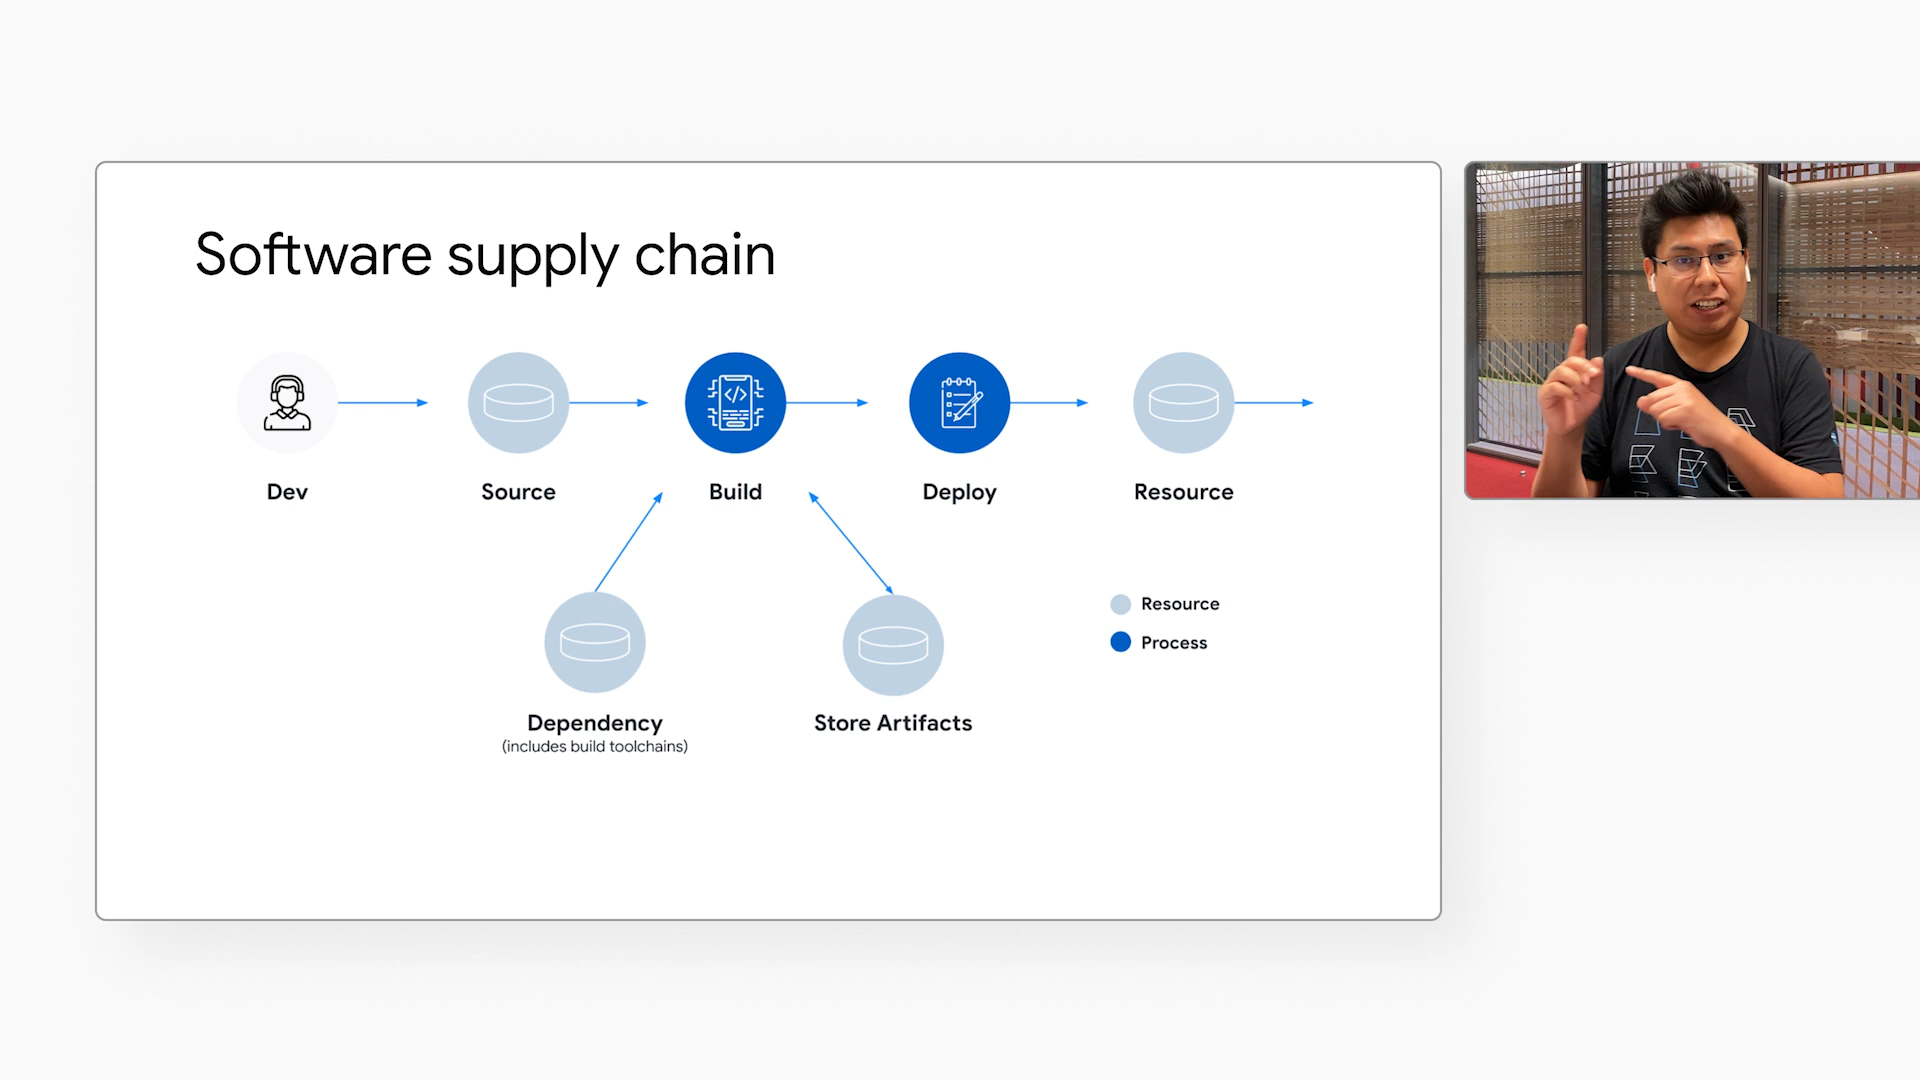 Software supply chain
Dev
Source
Build
Deploy
Resource
Dependency
(includes build toolchains)
Store Artifacts
Resource
Process